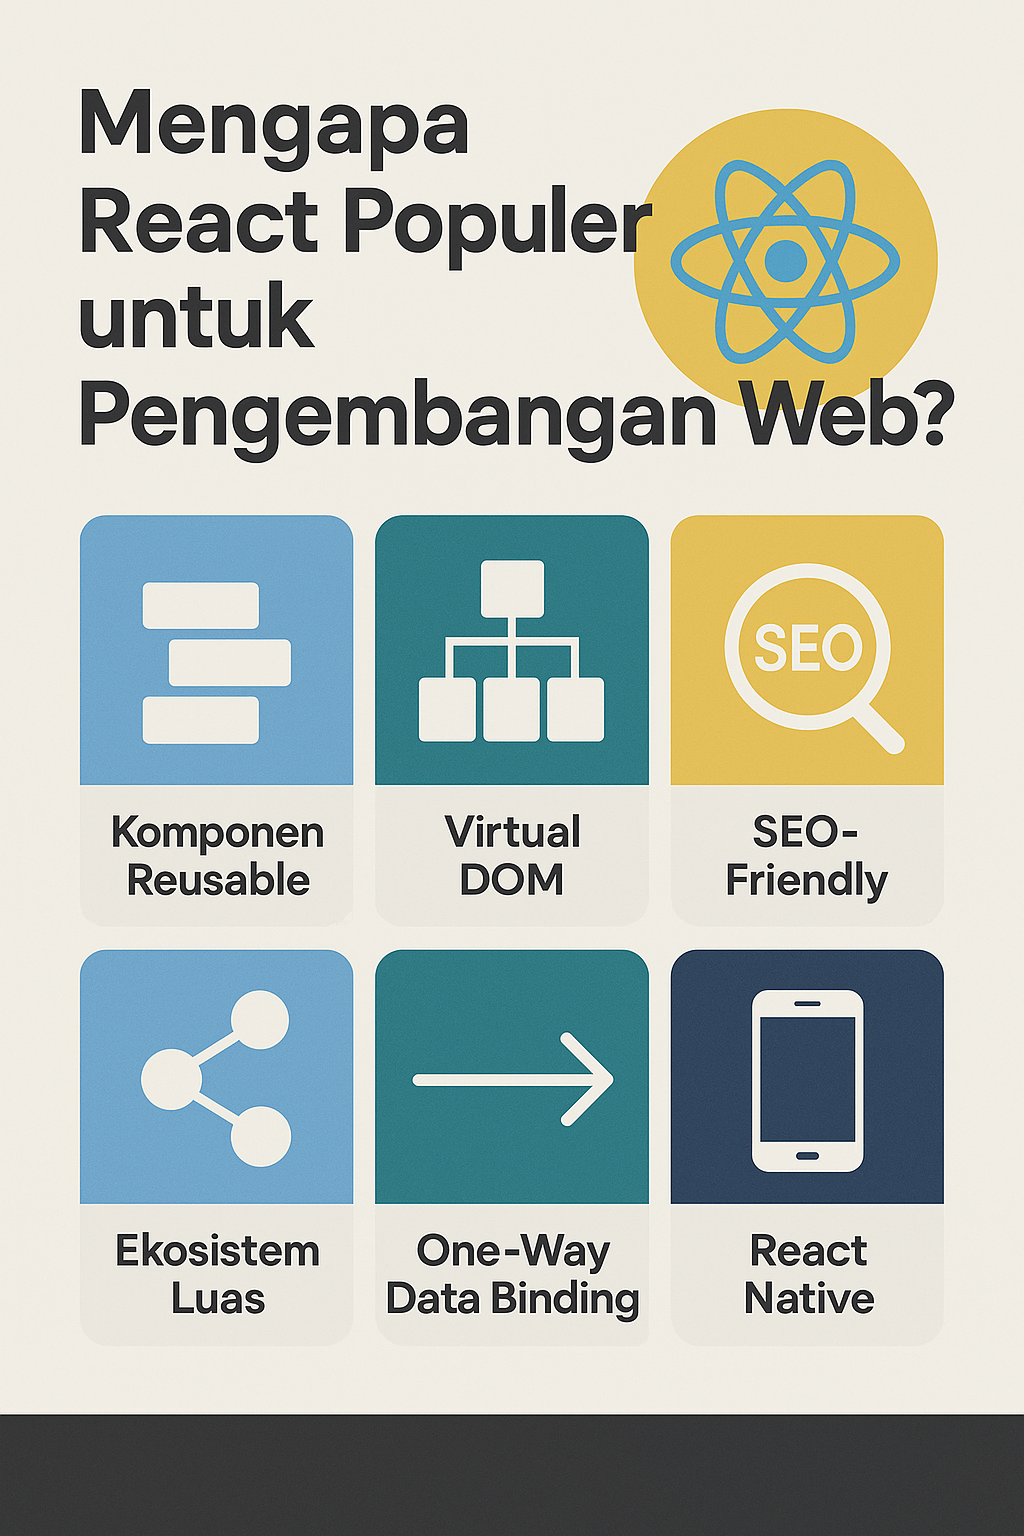 Mengapa
React Populer
untuk
Pengembangan Web?
SEO
Komponen
Reusable
Virtual
DOM
SEO-
Friendly
Ekosistem
Luas
One-Way
Data Binding
React
Native